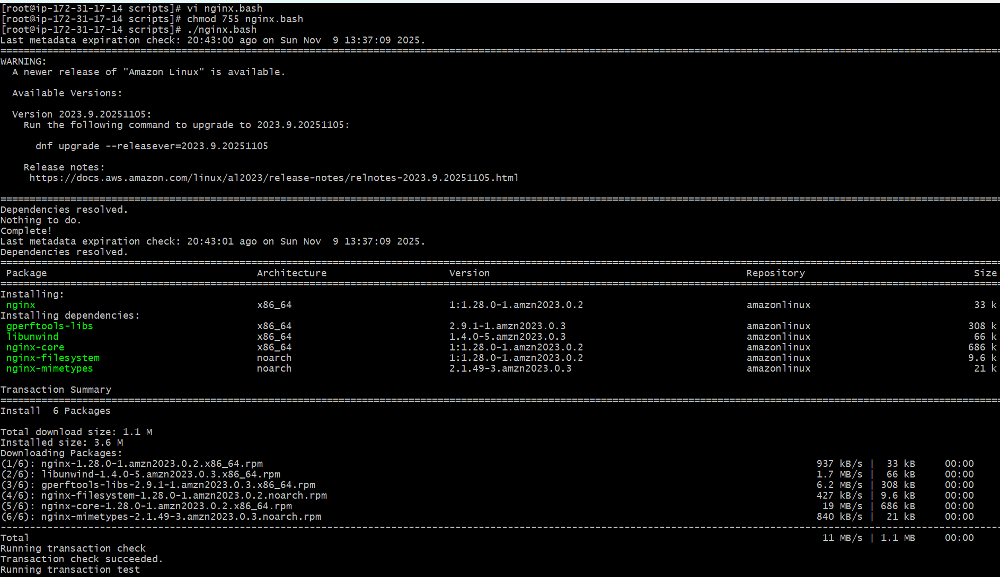 [root@ip-172-31-17-14 scripts]# vi nginx.bash
[root@ip-172-31-17-14 scripts]# chmod 755 nginx.bash
[root@ip-172-31-17-14 scripts]# ./nginx.bash
Last metadata expiration check: 20:43:00 ago on Sun Nov  9 13:37:09 2025.
================================================================================
WARNING:
  A newer release of "Amazon Linux" is available.

  Available Versions:

  Version 2023.9.20251105:
    Run the following command to upgrade to 2023.9.20251105:

      dnf upgrade --releasever=2023.9.20251105

    Release notes:
     https://docs.aws.amazon.com/linux/al2023/release-notes/relnotes-2023.9.20251105.html

================================================================================
Dependencies resolved.
Nothing to do.
Complete!
Last metadata expiration check: 20:43:01 ago on Sun Nov  9 13:37:09 2025.
Dependencies resolved.
================================================================================
 Package  Architecture  Version  Repository  Size
================================================================================
Installing:
 nginx  x86_64  1:1.28.0-1.amzn2023.0.2  amazonlinux  33 k
Installing dependencies:
 gperftools-libs  x86_64  2.9.1-1.amzn2023.0.3  amazonlinux  308 k
 libunwind  x86_64  1.4.0-5.amzn2023.0.3  amazonlinux  66 k
 nginx-core  x86_64  1:1.28.0-1.amzn2023.0.2  amazonlinux  686 k
 nginx-filesystem  noarch  1:1.28.0-1.amzn2023.0.2  amazonlinux  9.6 k
 nginx-mimetypes  noarch  2.1.49-3.amzn2023.0.3  amazonlinux  21 k

Transaction Summary
================================================================================
Install  6 Packages

Total download size: 1.1 M
Installed size: 3.6 M
Downloading Packages:
(1/6): nginx-1.28.0-1.amzn2023.0.2.x86_64.rpm  937 kB/s |  33 kB  00:00
(2/6): libunwind-1.4.0-5.amzn2023.0.3.x86_64.rpm  1.7 MB/s |  66 kB  00:00
(3/6): gperftools-libs-2.9.1-1.amzn2023.0.3.x86_64.rpm  6.2 MB/s | 308 kB  00:00
(4/6): nginx-filesystem-1.28.0-1.amzn2023.0.2.noarch.rpm  427 kB/s | 9.6 kB  00:00
(5/6): nginx-core-1.28.0-1.amzn2023.0.2.x86_64.rpm  19 MB/s | 686 kB  00:00
(6/6): nginx-mimetypes-2.1.49-3.amzn2023.0.3.noarch.rpm  840 kB/s |  21 kB  00:00
--------------------------------------------------------------------------------
Total  11 MB/s | 1.1 MB  00:00
Running transaction check
Transaction check succeeded.
Running transaction test